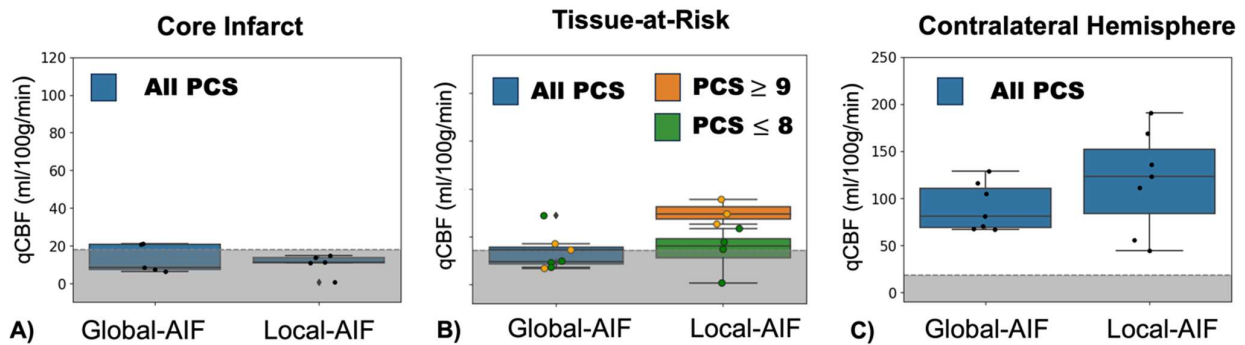 Core Infarct
qCBF (ml/100g/min)
120
100
80
60
40
20
0
All PCS
Global-AIF
Local-AIF
A)
Tissue-at-Risk
qCBF (ml/100g/min)
All PCS
PCS ≥ 9
PCS ≤ 8
Global-AIF
Local-AIF
B)
Contralateral Hemisphere
qCBF (ml/100g/min)
250
200
150
100
50
0
All PCS
Global-AIF
Local-AIF
C)